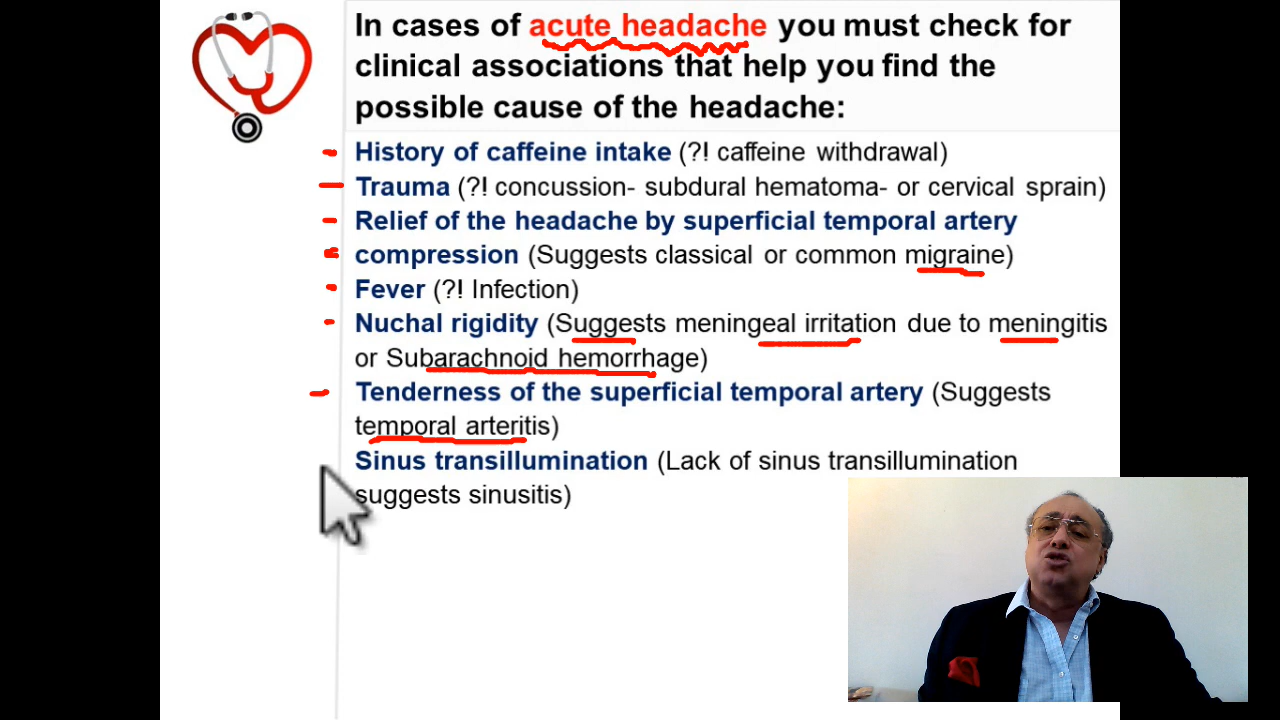 In cases of acute headache you must check for
clinical associations that help you find the
possible cause of the headache:
History of caffeine intake (?! caffeine withdrawal)
Trauma (?! concussion- subdural hematoma- or cervical sprain)
Relief of the headache by superficial temporal artery
compression (Suggests classical or common migraine)
Fever (?! Infection)
Nuchal rigidity (Suggests meningeal irritation due to meningitis
or Subarachnoid hemorrhage)
Tenderness of the superficial temporal artery (Suggests
temporal arteritis)
Sinus transillumination (Lack of sinus transillumination
suggests sinusitis)